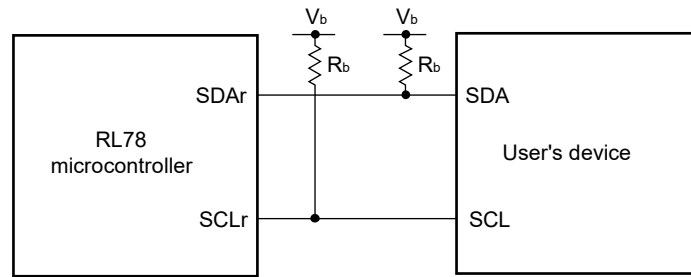 Vb
Vb
Rb
Rb
SDAr
SDA
RL78
microcontroller
User's device
SCLr
SCL